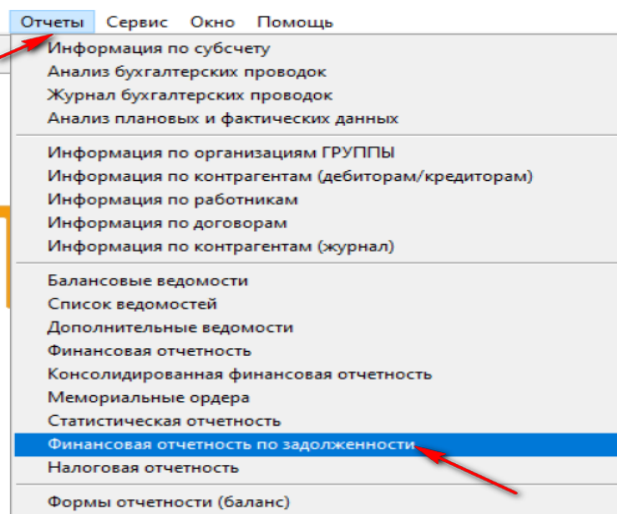 Отчеты Сервис Окно Помощь
Информация по субсчету
Анализ бухгалтерских проводок
Журнал бухгалтерских проводок
Анализ плановых и фактических данных
Информация по организациям ГРУППЫ
Информация по контрагентам (дебиторам/кредиторам)
Информация по работникам
Информация по договорам
Информация по контрагентам (журнал)
Балансовые ведомости
Список ведомостей
Дополнительные ведомости
Финансовая отчетность
Консолидированная финансовая отчетность
Мемориальные ордера
Статистическая отчетность
Финансовая отчетность по задолженности
Налоговая отчетность
Формы отчетности (баланс)